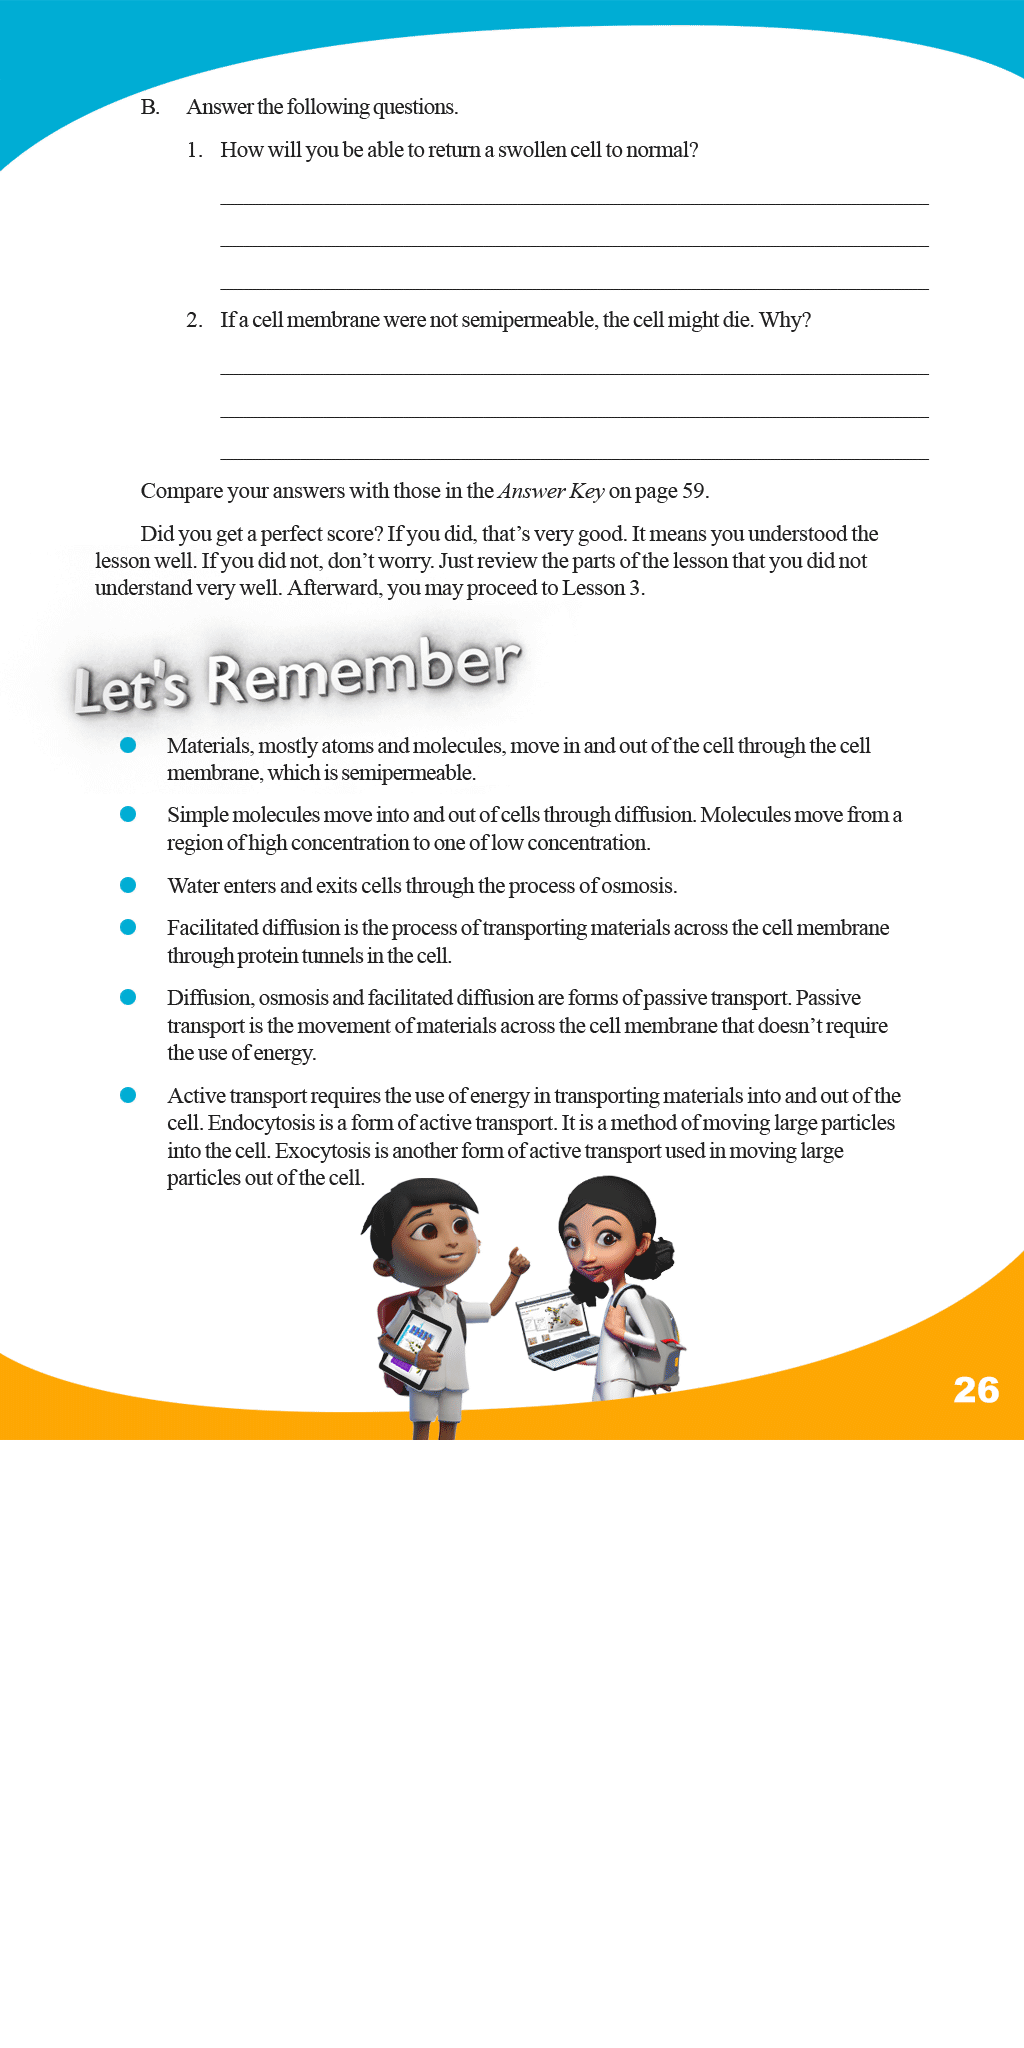 B. Answer the following questions.
1. How will you be able to return a swollen cell to normal?
2. If a cell membrane were not semipermeable, the cell might die. Why?
Compare your answers with those in the Answer Key on page 59.
Did you get a perfect score? If you did, that’s very good. It means you understood the
lesson well. If you did not, don’t worry. Just review the parts of the lesson that you did not
understand very well. Afterward, you may proceed to Lesson 3.
Let's Remember
Materials, mostly atoms and molecules, move in and out of the cell through the cell
membrane, which is semipermeable.
Simple molecules move into and out of cells through diffusion. Molecules move from a
region of high concentration to one of low concentration.
Water enters and exits cells through the process of osmosis.
Facilitated diffusion is the process of transporting materials across the cell membrane
through protein tunnels in the cell.
Diffusion, osmosis and facilitated diffusion are forms of passive transport. Passive
transport is the movement of materials across the cell membrane that doesn’t require
the use of energy.
Active transport requires the use of energy in transporting materials into and out of the
cell. Endocytosis is a form of active transport. It is a method of moving large particles
into the cell. Exocytosis is another form of active transport used in moving large
particles out of the cell.
26